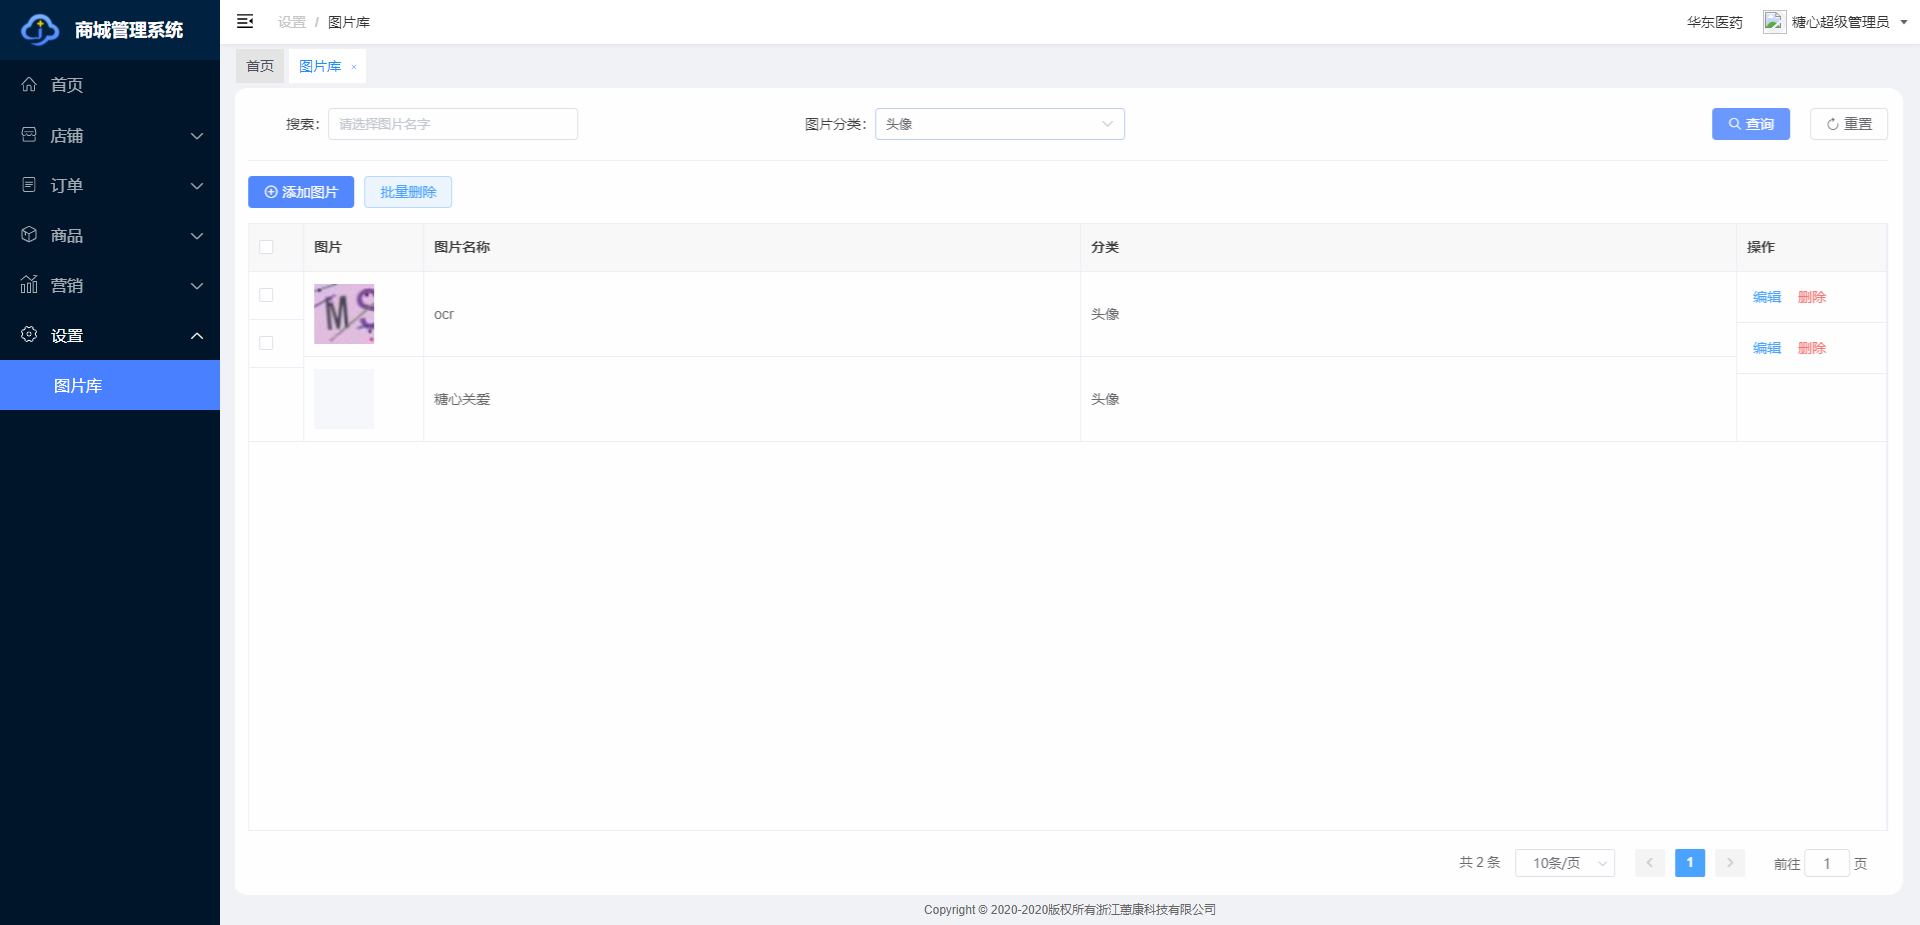 商城管理系统
首页
店铺
订单
商品
营销
设置
图片库
设置 / 图片库
华东医药
糖心超级管理员
首页
图片库 ×
搜索：
请选择图片名字
图片分类：
头像
查询
重置
添加图片
批量删除
图片
图片名称
分类
操作
MS
ocr
头像
编辑 删除
糖心关爱
头像
编辑 删除
共 2 条
10条/页
1
前往 1 页
Copyright © 2020-2020版权所有浙江蕙康科技有限公司